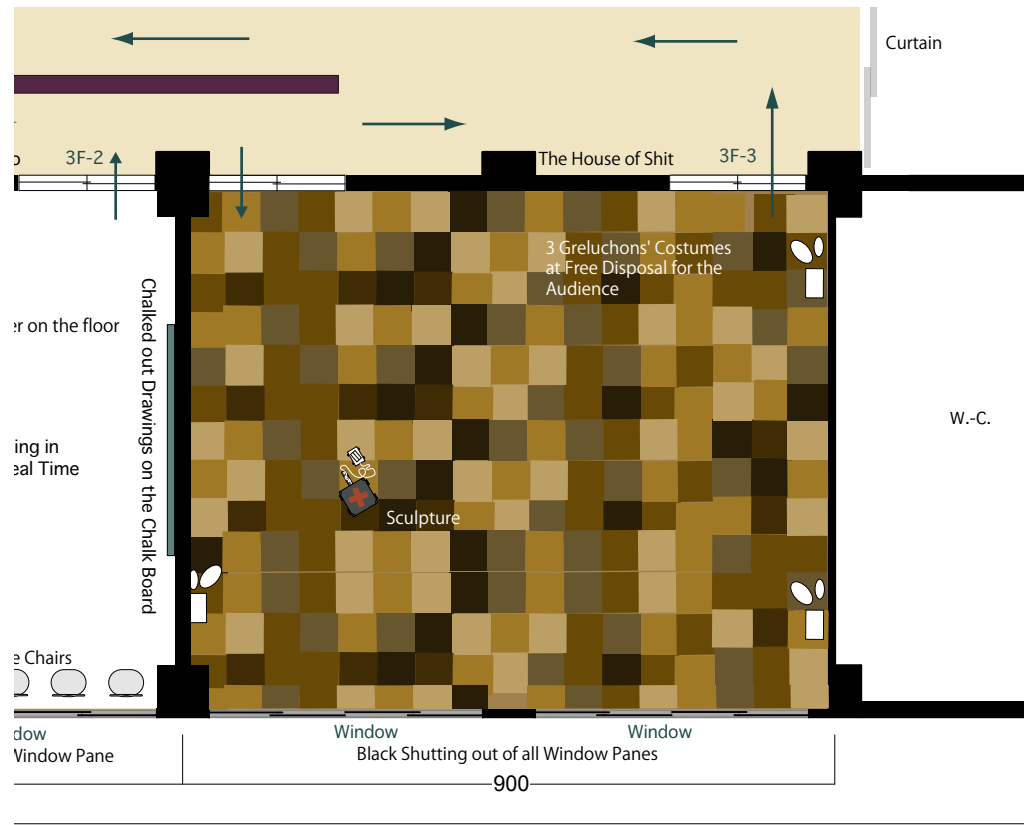 Curtain
3F-2
The House of Shit
3F-3
3 Greluchons' Costumes
at Free Disposal for the
Audience
Chalked out Drawings on the Chalk Board
er on the floor
ing in
eal Time
W.-C.
Sculpture
e Chairs
dow
Window
Window
Window Pane
Black Shutting out of all Window Panes
900